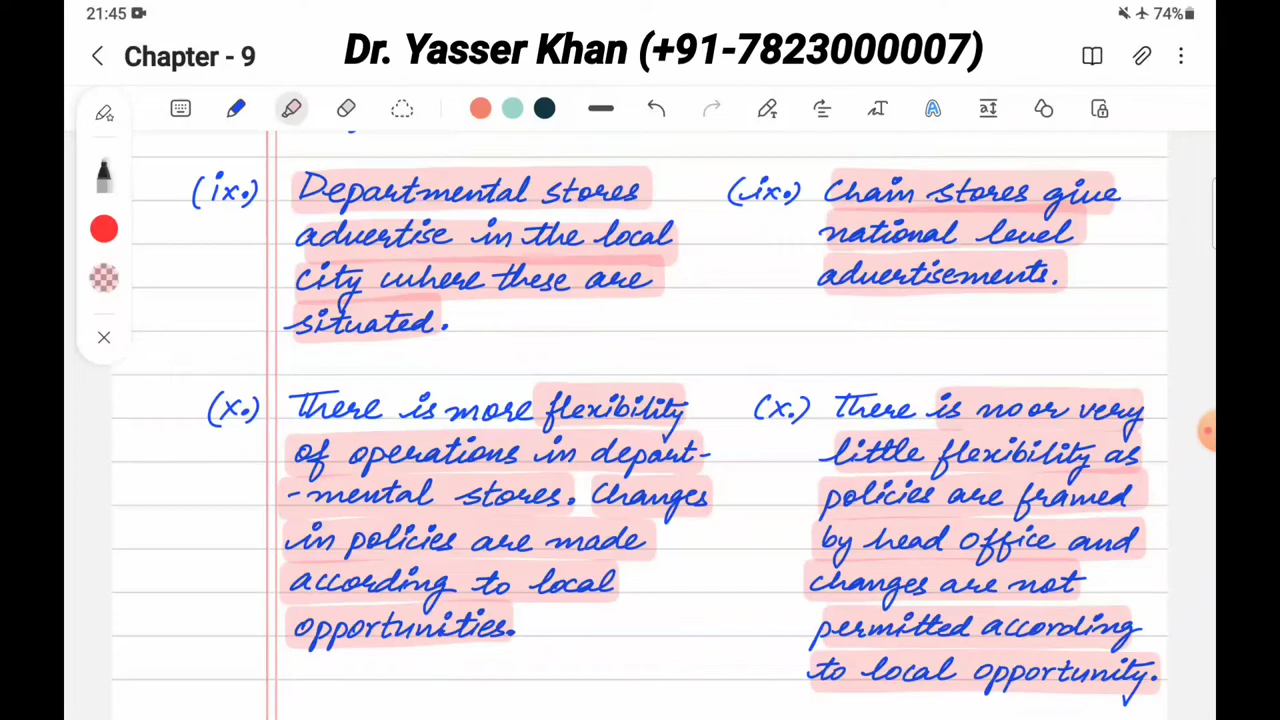 21:45
74%
Chapter - 9
Dr. Yasser Khan (+91-7823000007)
(ix.) Departmental stores
advertise in the local
city where these are
situated.
(ix.) Chain stores give
national level
advertisements.
(x.) There is more flexibility
of operations in depart-
-mental stores. Changes
in policies are made
according to local
opportunities.
(x.) There is no or very
little flexibility as
policies are framed
by head office and
changes are not
permitted according
to local opportunity.